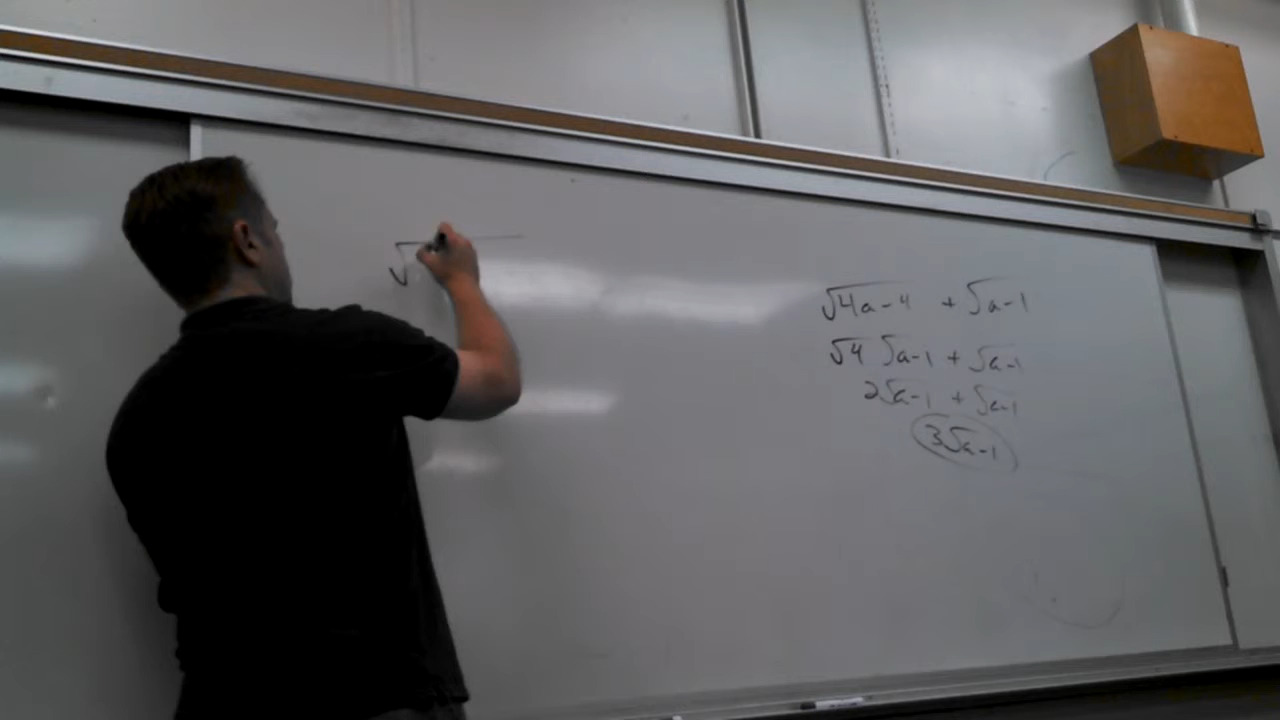 √
√4a-4 + √a-1
√4 √a-1 + √a-1
2√a-1 + √a-1
3√a-1